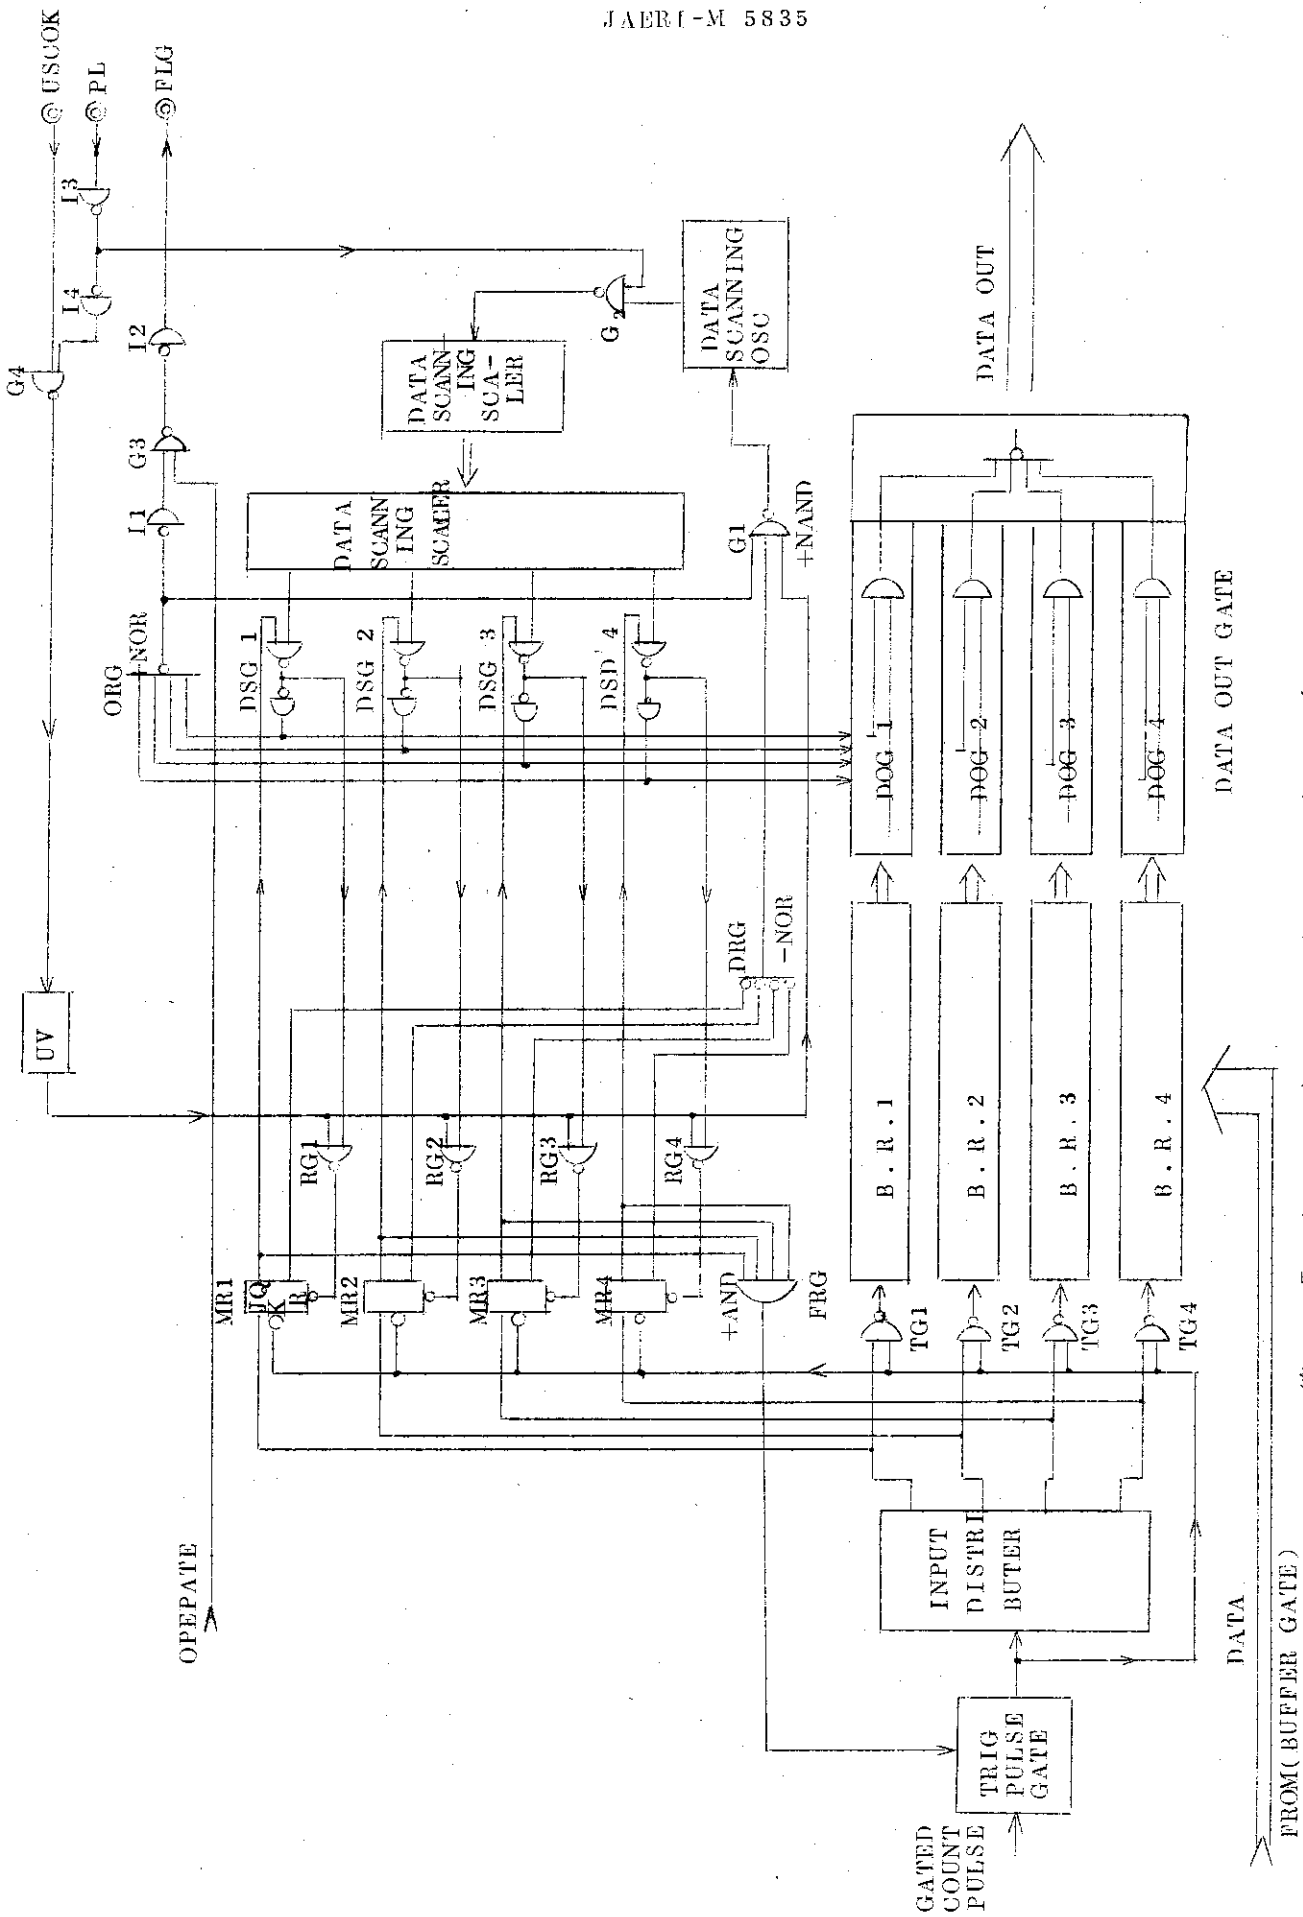 JAERI-M 5835
USCOK
PL
FLG
I3
I4
G4
I2
G3
I1
ORG
NOR
OPEPATE
UV
DATA
SCANN
ING
SCA-
LER
G2
DATA
SCANNING
OSC
DATA
SCANN
ING
G1
+NAND
DSG 1
DSG 2
DSG 3
DSD'4
DRG
-NOR
RG1
RG2
RG3
RG4
MR1
JQ
K R
MR2
MR3
MR4
+AND
FRG
DATA OUT
DOG 1
DOG 2
DOG 3
DOG 4
DATA OUT GATE
B.R.1
B.R.2
B.R.3
B.R.4
TG1
TG2
TG3
TG4
INPUT
DISTRI
BUTER
TRIG
PULSE
GATE
GATED
COUNT
PULSE
DATA
FROM(BUFFER GATE)